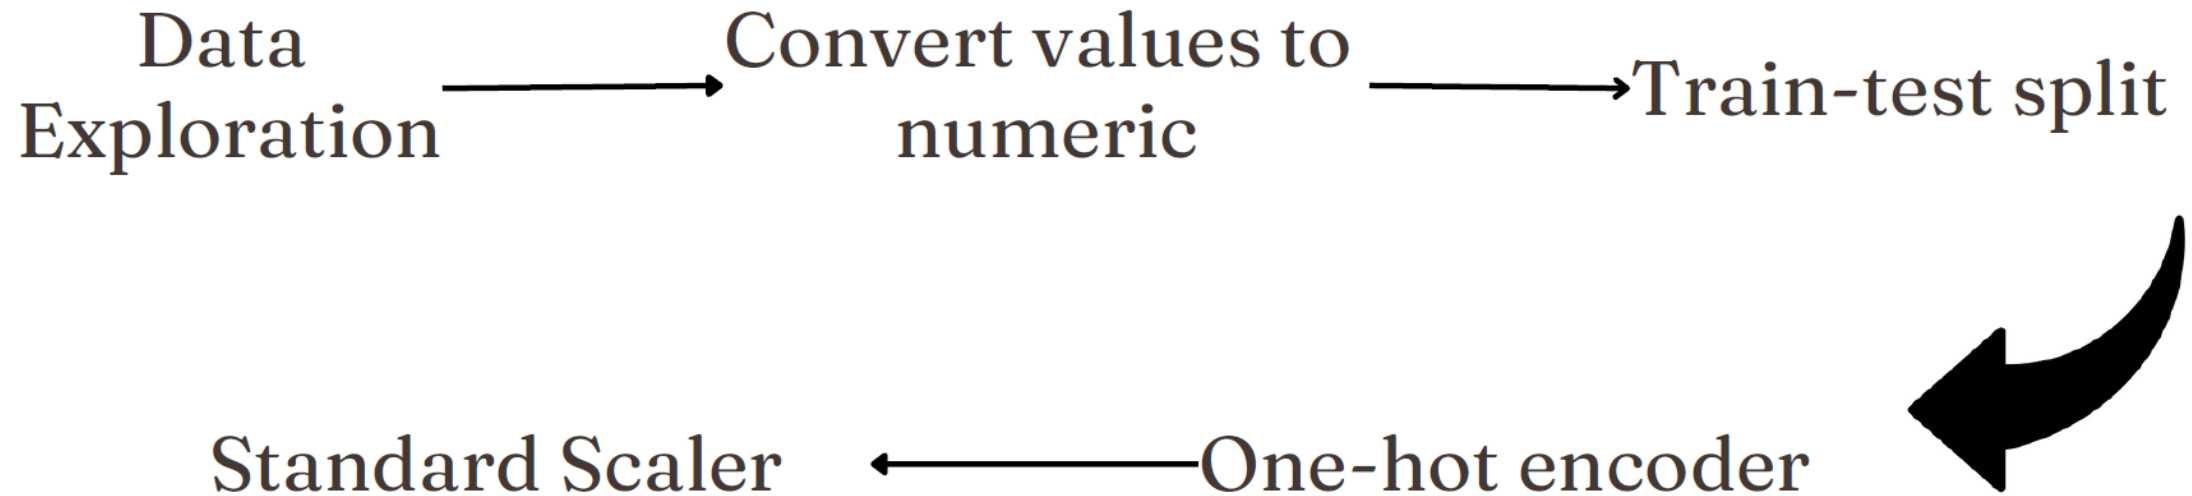 Data
Exploration
Convert values to
numeric
Train-test split
One-hot encoder
Standard Scaler